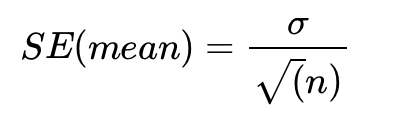 SE(mean) = σ / √(n)